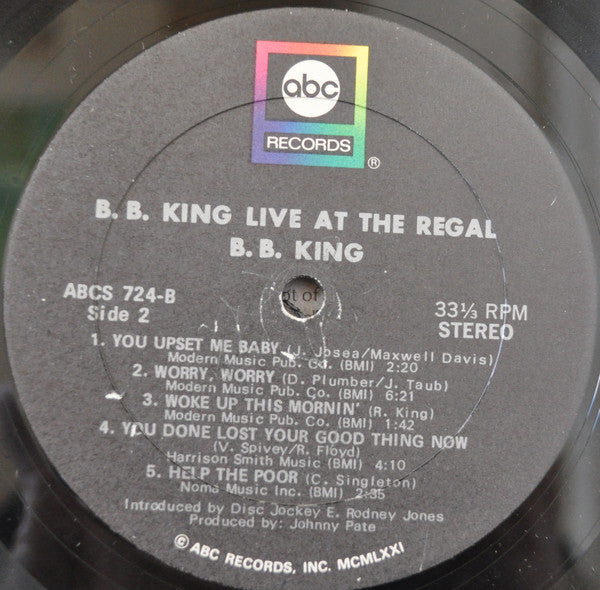 abc
RECORDS
®
B. B. KING LIVE AT THE REGAL
B. B. KING
ABCS 724-B
Side 2
33⅓ RPM
STEREO
ot of
1. YOU UPSET ME BABY (J. Josea/Maxwell Davis)
Modern Music Pub. Co. (BMI) 2:20
2. WORRY, WORRY (D. Plumber/J. Taub)
Modern Music Pub. Co. (BMI) 6:21
3. WOKE UP THIS MORNIN' (R. King)
Modern Music Pub. Co. (BMI) 1:42
4. YOU DONE LOST YOUR GOOD THING NOW
(V. Spivey/R. Floyd)
Harrison Smith Music (BMI) 4:10
5. HELP THE POOR (C. Singleton)
Noma Music Inc. (BMI) 2:35
Introduced by Disc Jockey E. Rodney Jones
Produced by: Johnny Pate
© ABC RECORDS, INC. MCMLXXI